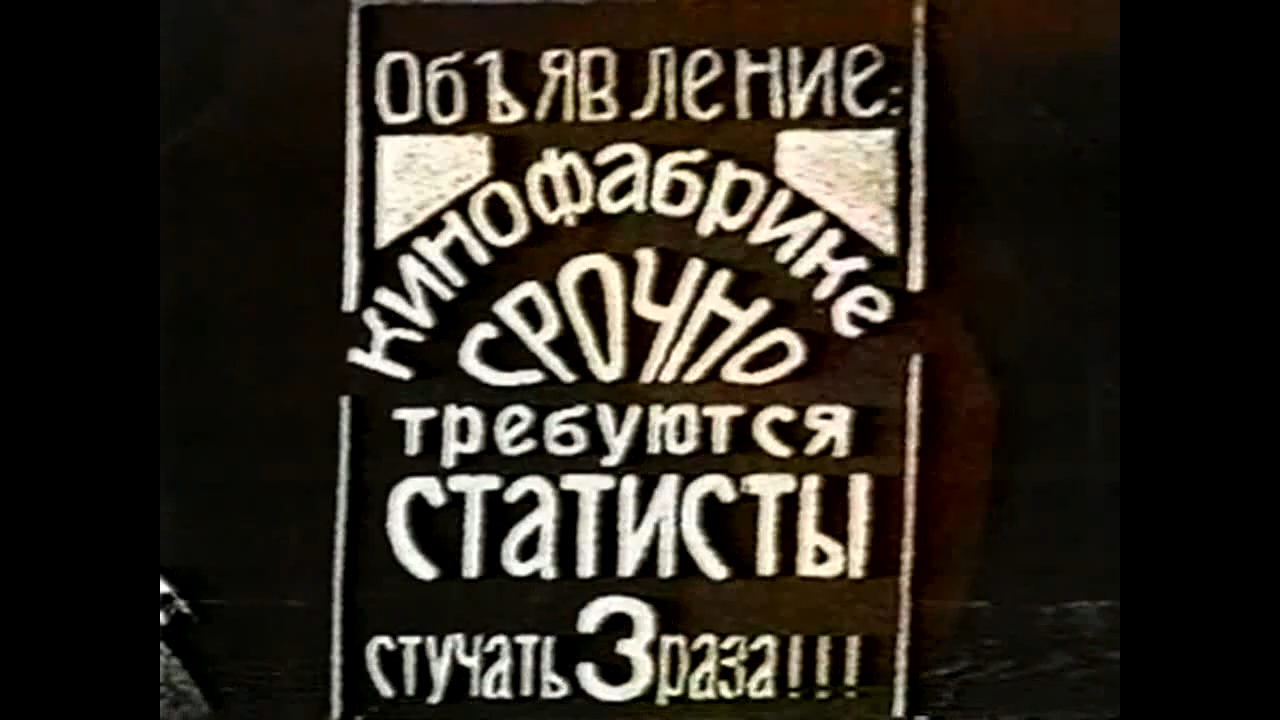 Объявление:
кинофабрике
срочно
требуются
статисты
стучать 3 раза!!!